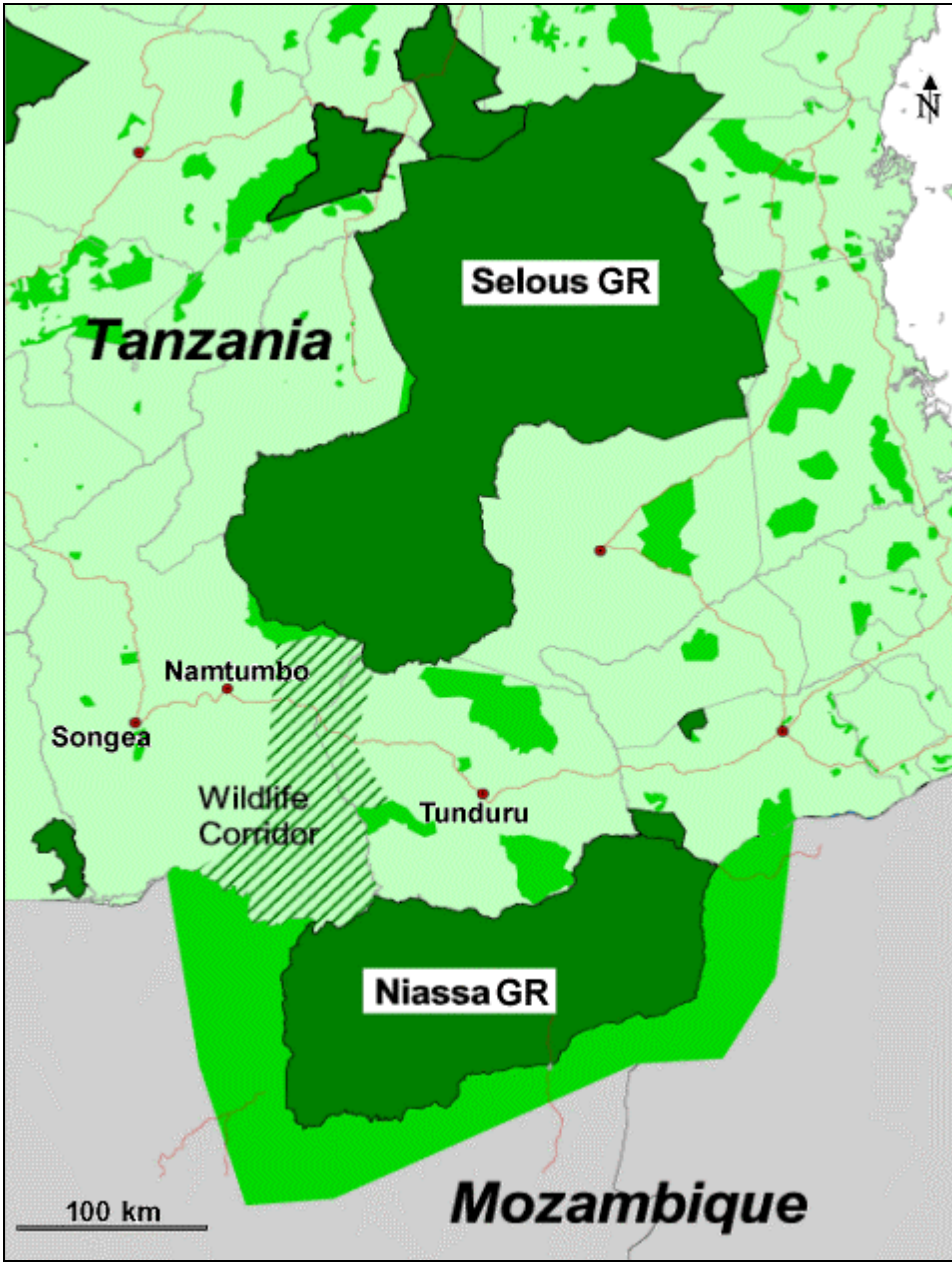 N
Selous GR
Tanzania
Namtumbo
Songea
Wildlife
Corridor
Tunduru
Niassa GR
100 km
Mozambique